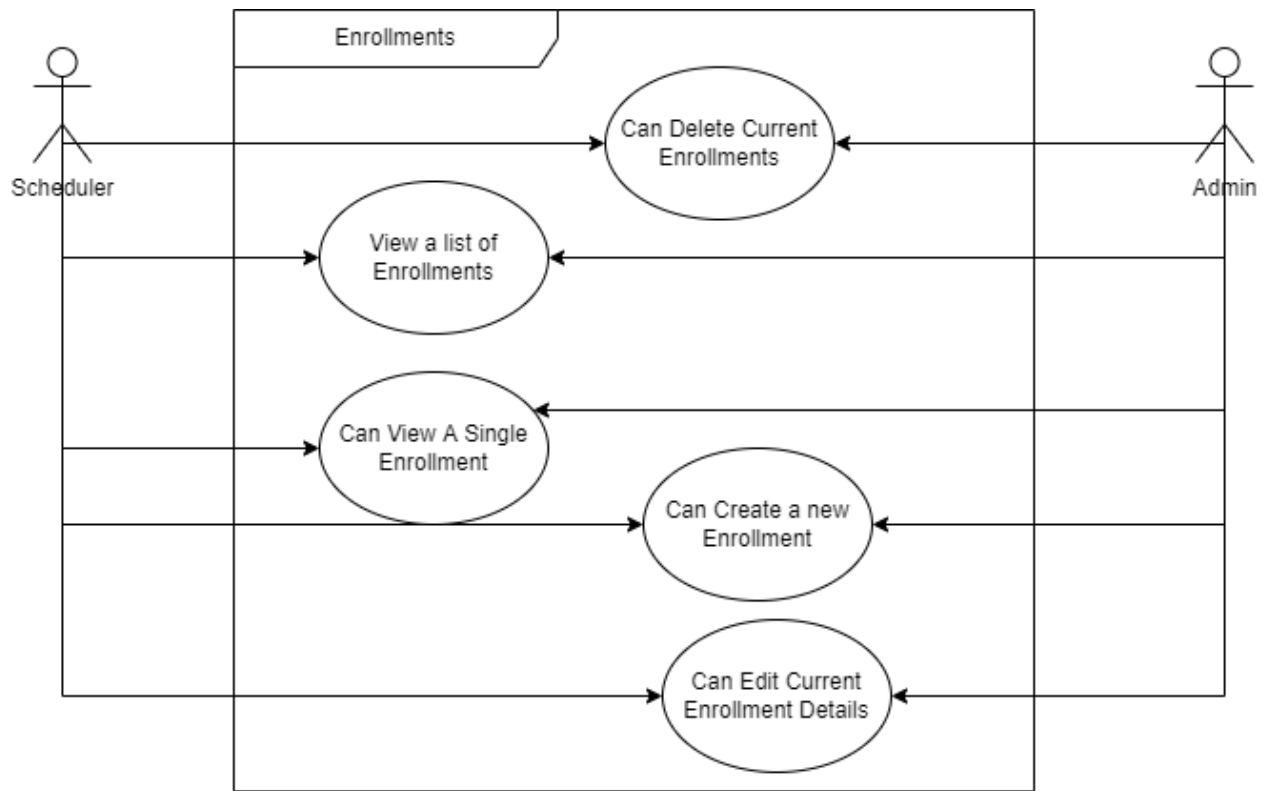 Enrollments
Can Delete Current
Enrollments
Scheduler
Admin
View a list of
Enrollments
Can View A Single
Enrollment
Can Create a new
Enrollment
Can Edit Current
Enrollment Details